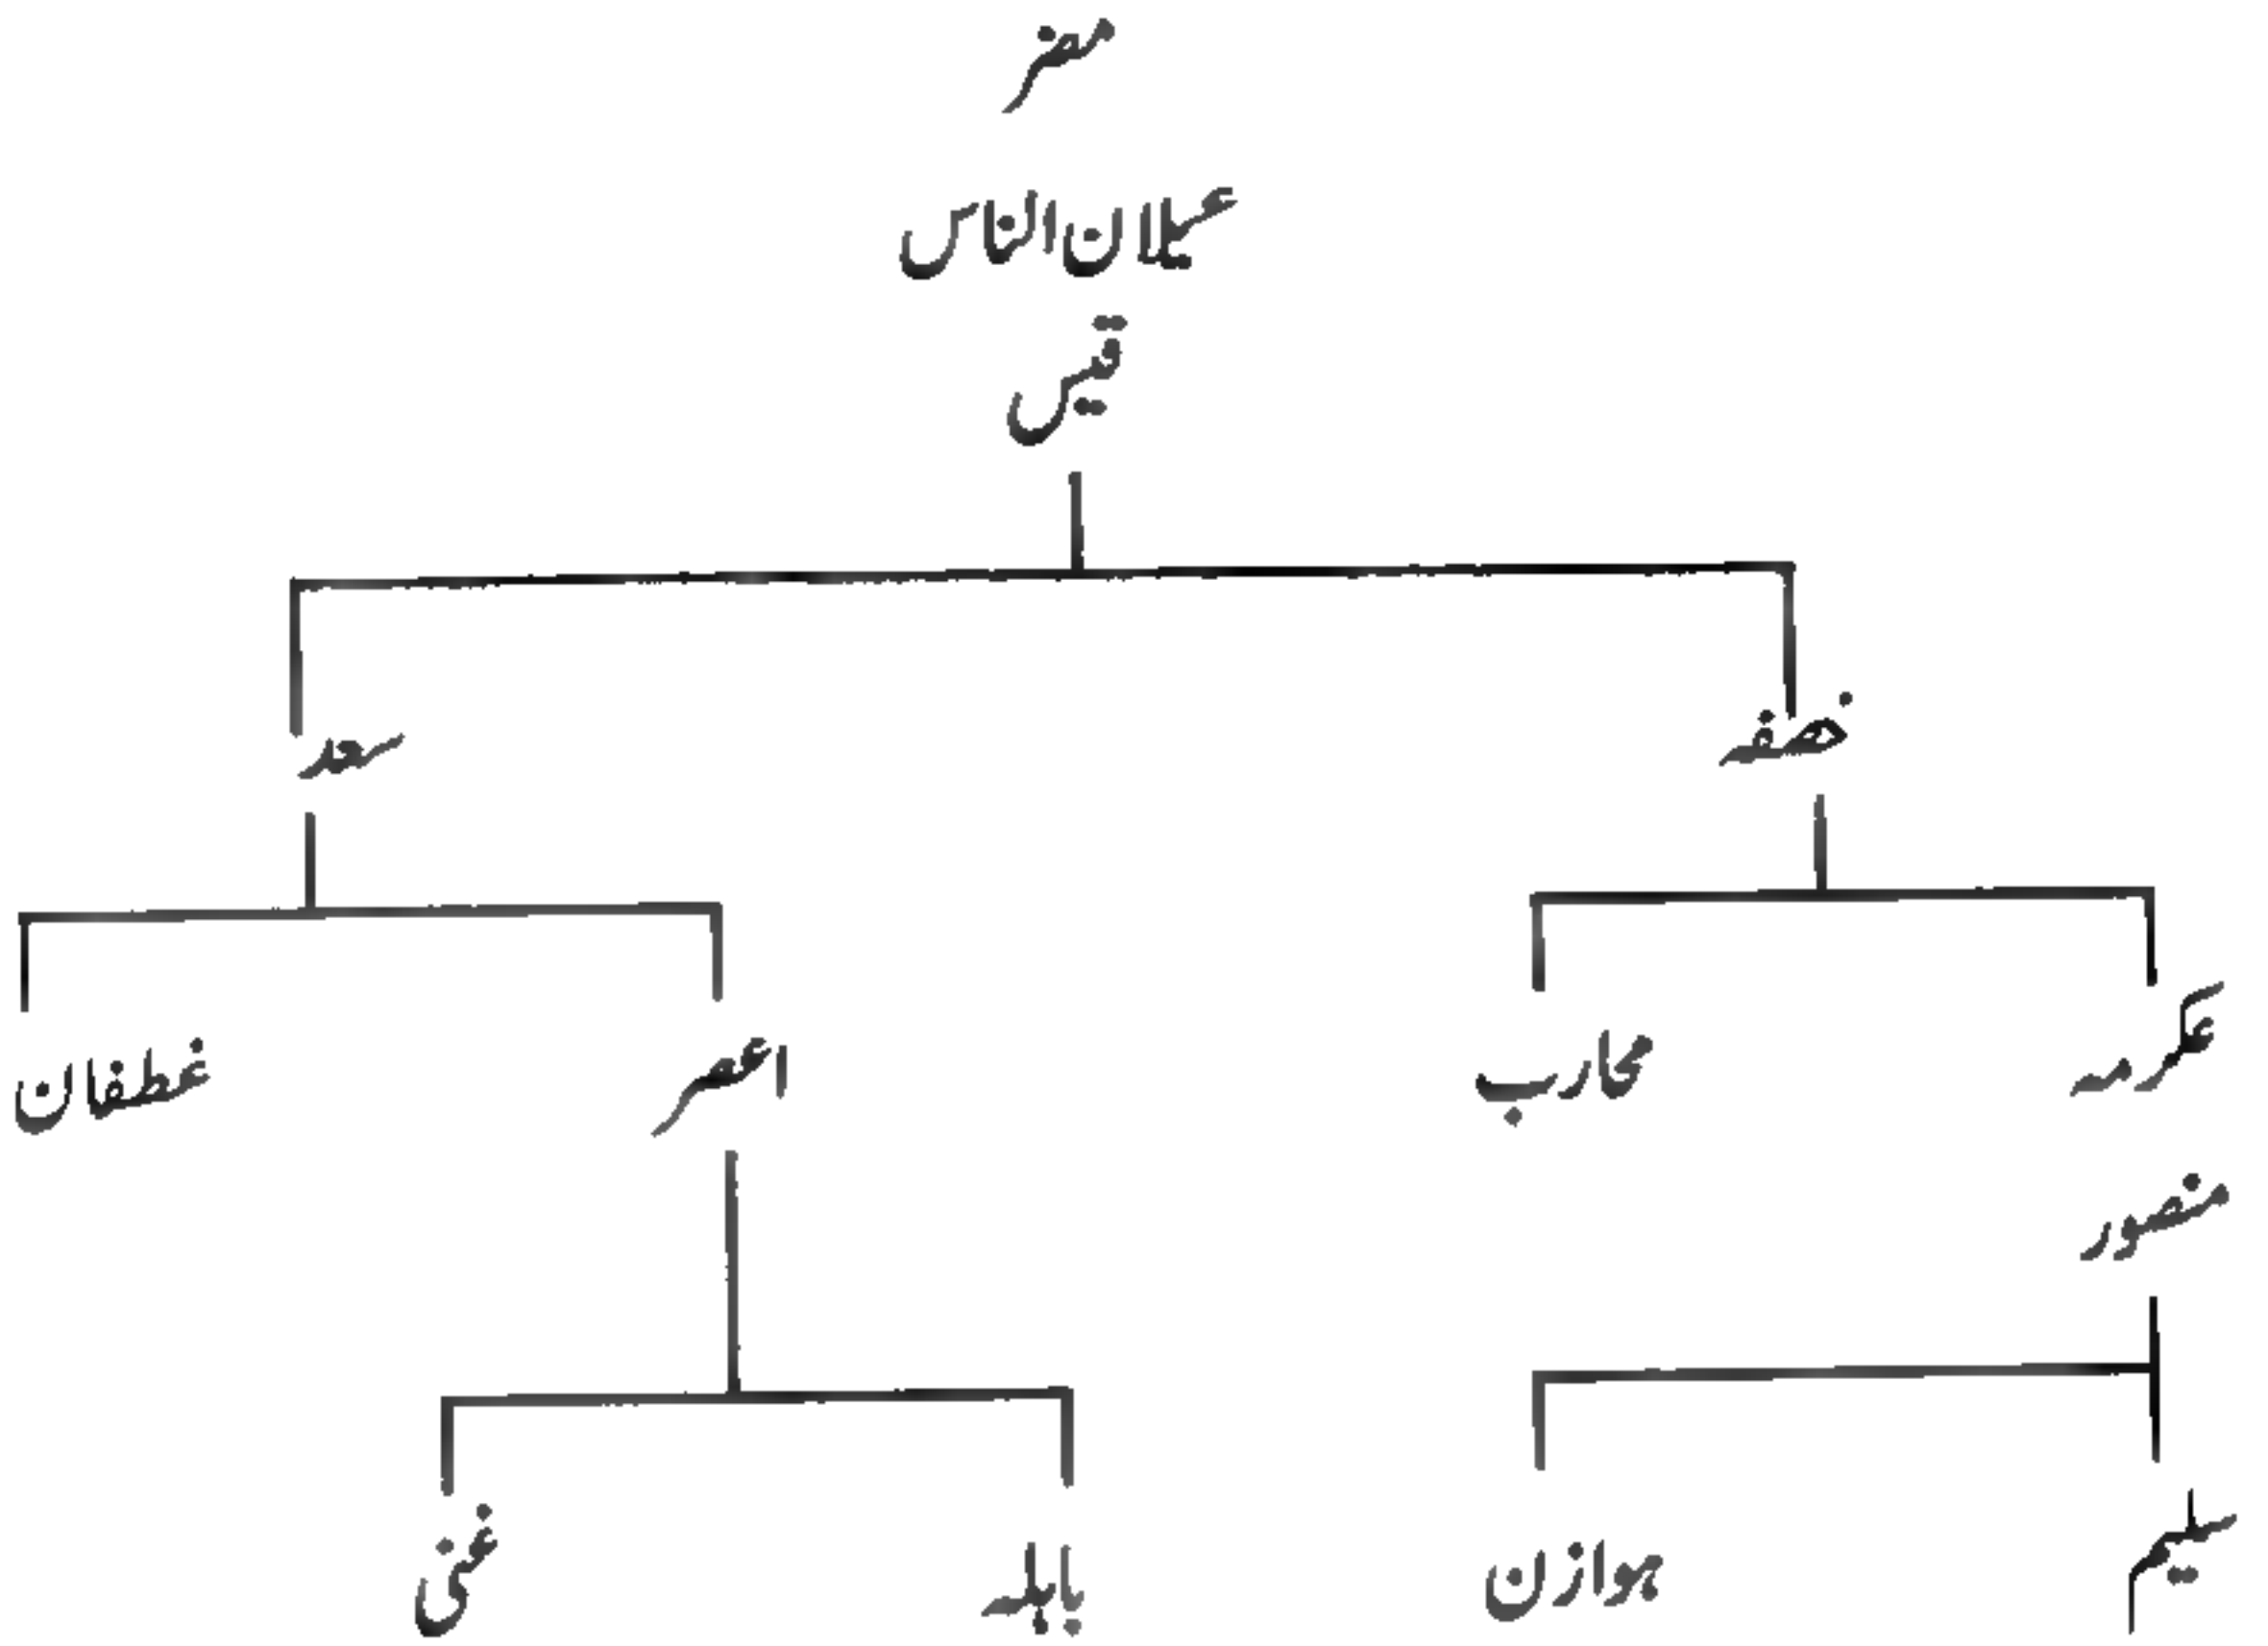 مضر
عیلان الناس
قیس
خصفہ
سعد
عکرمہ
محارب
اعصر
غطفان
منصور
سلیم
ہوازن
باہلہ
غنی